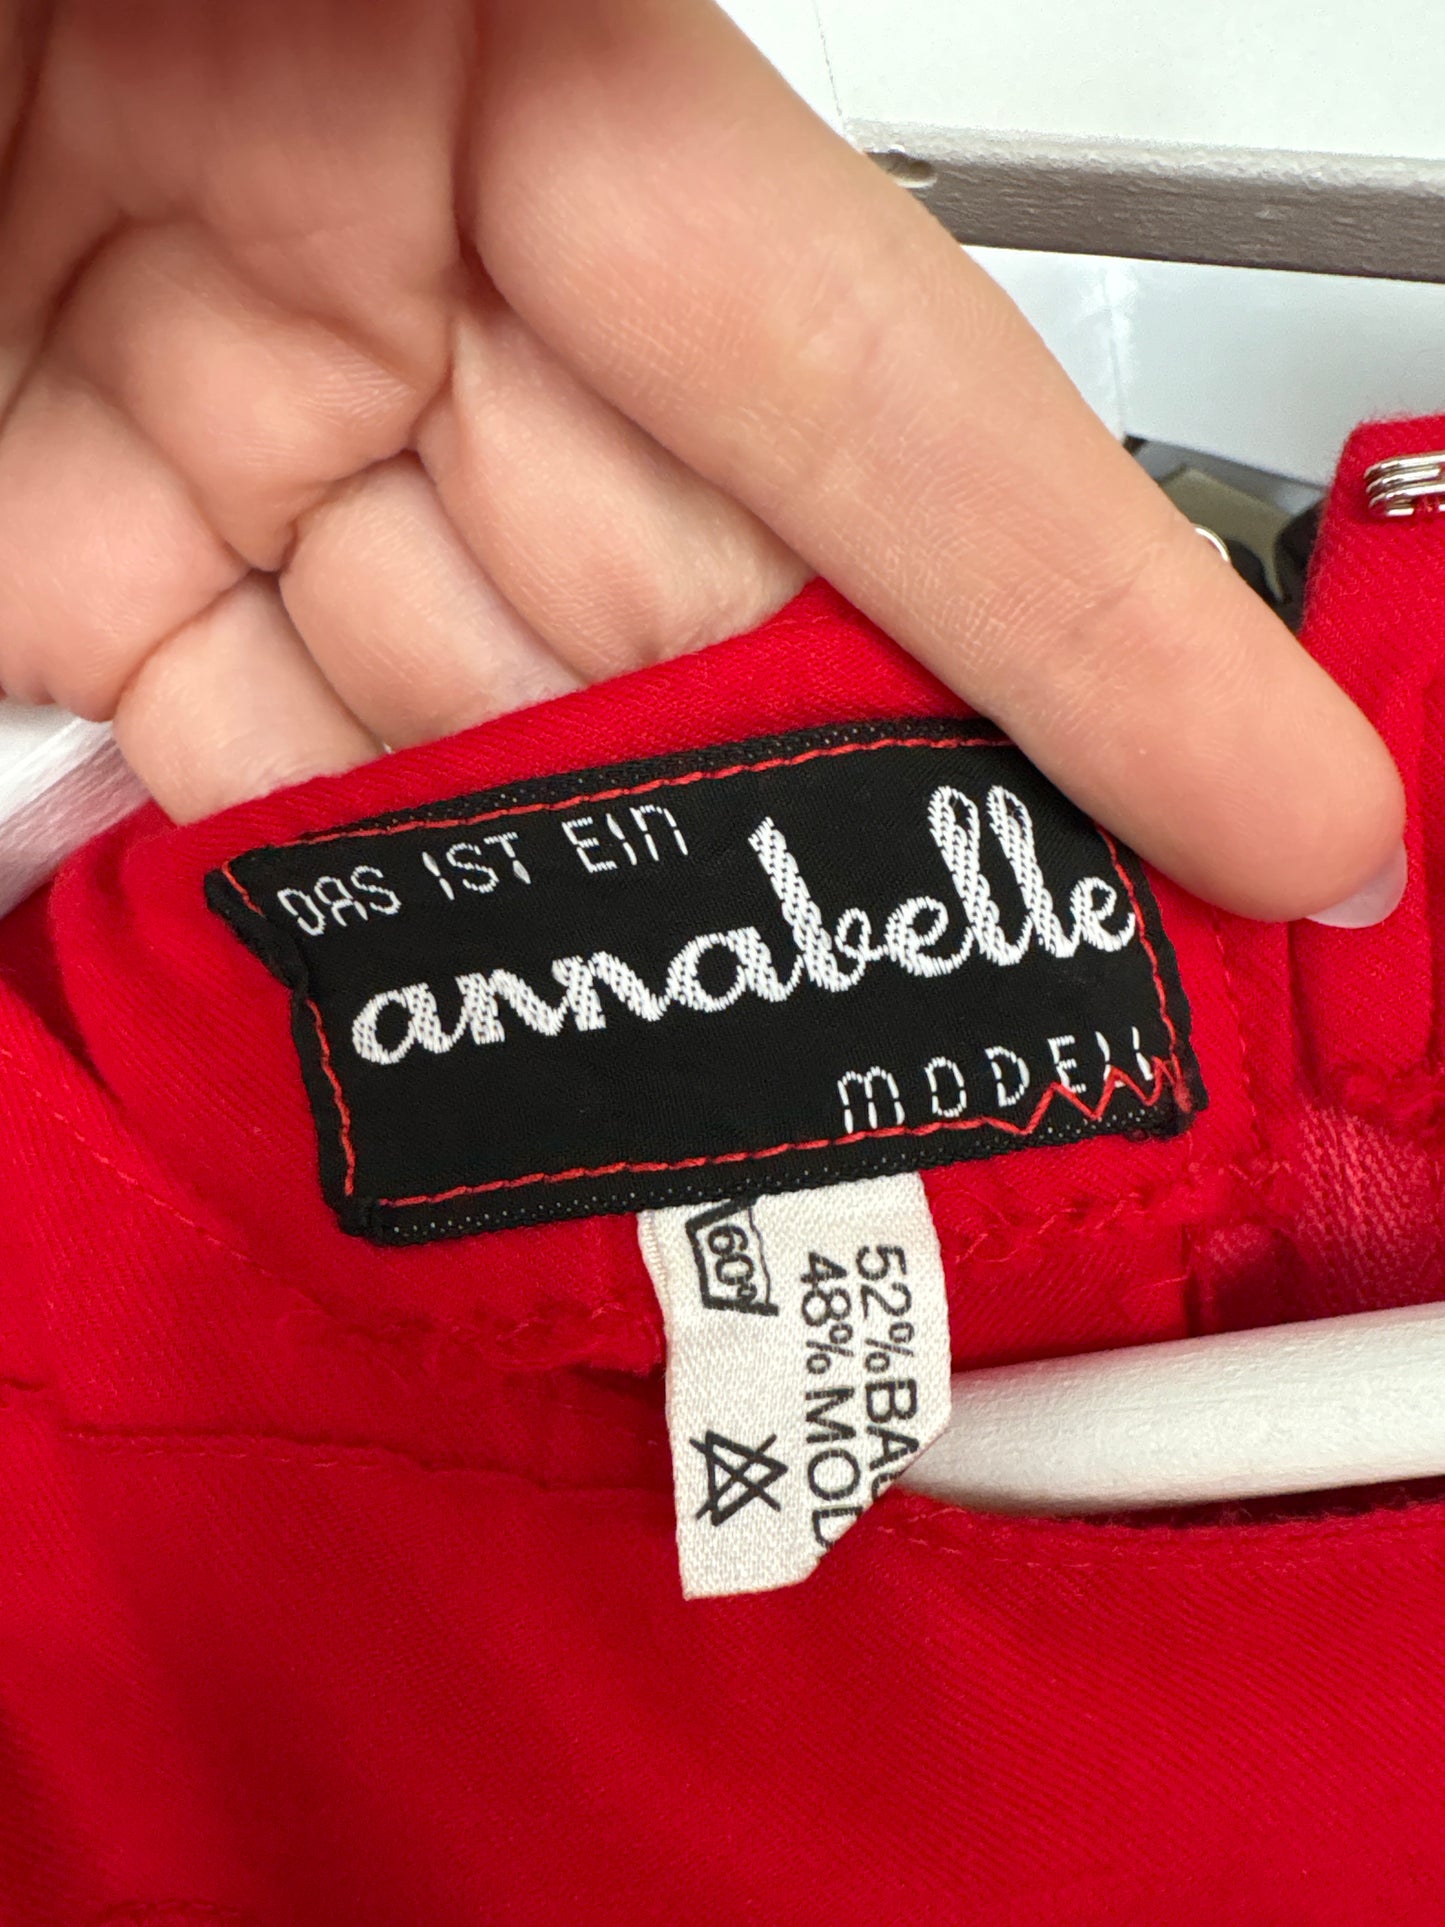 DAS IST EIN
annabelle
MODELL
60°
52% BA
48% MOD